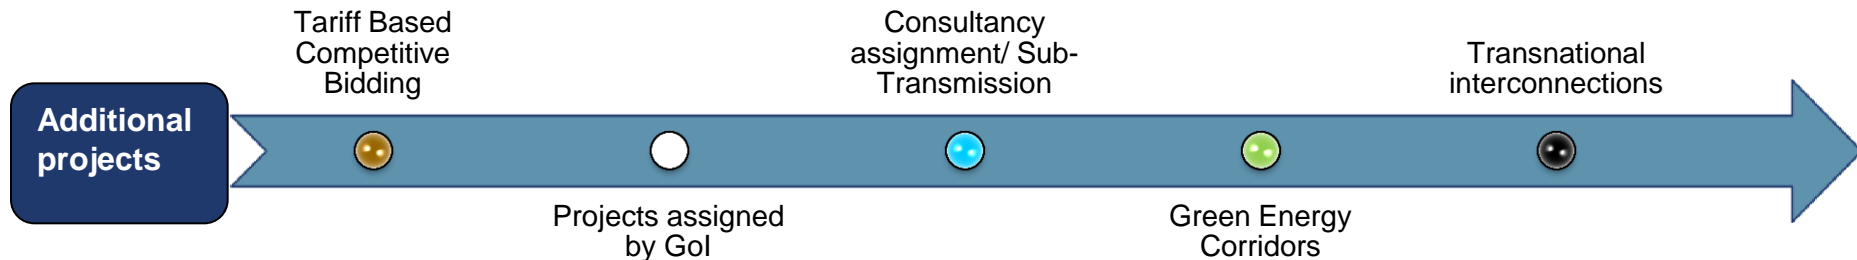 Additional
projects
Tariff Based
Competitive
Bidding
Projects assigned
by GoI
Consultancy
assignment/ Sub-
Transmission
Green Energy
Corridors
Transnational
interconnections